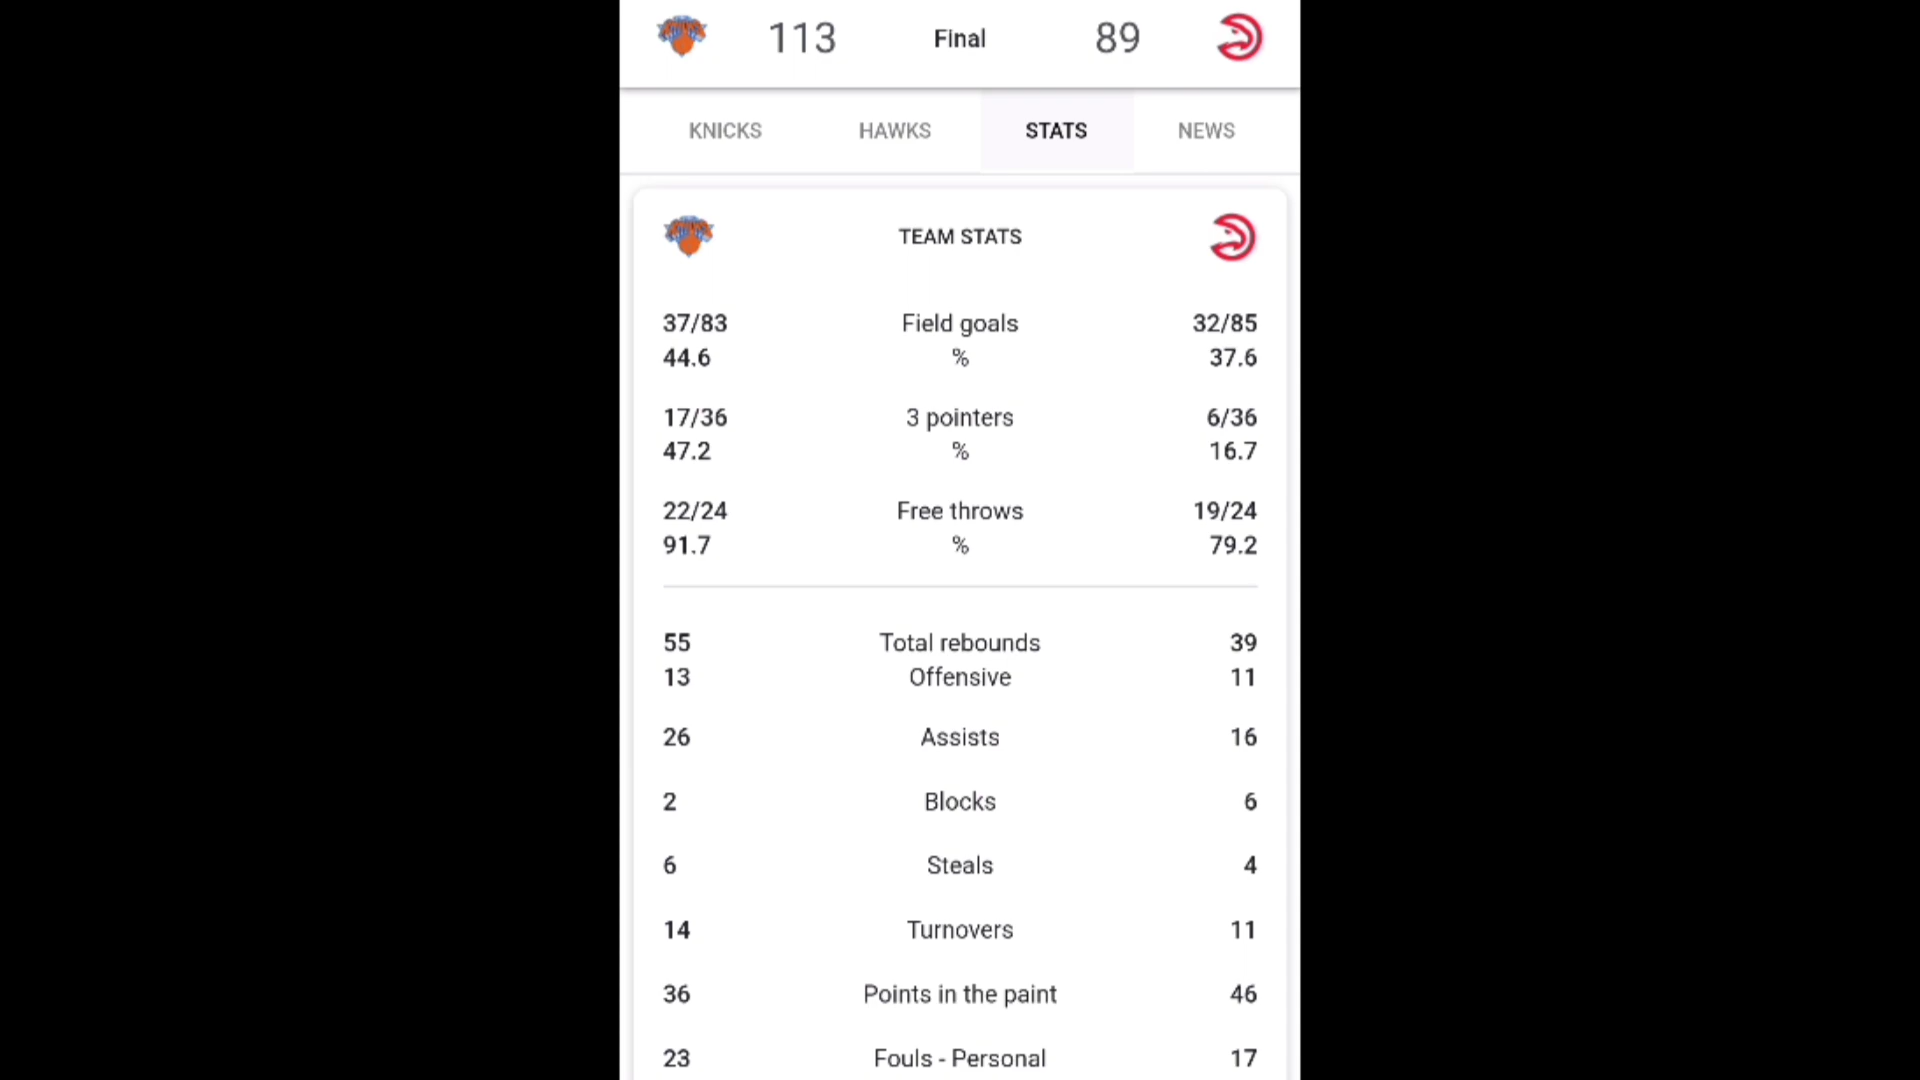 113 Final 89
KNICKS HAWKS STATS NEWS
TEAM STATS
37/83 Field goals 32/85
44.6 % 37.6
17/36 3 pointers 6/36
47.2 % 16.7
22/24 Free throws 19/24
91.7 % 79.2
55 Total rebounds 39
13 Offensive 11
26 Assists 16
2 Blocks 6
6 Steals 4
14 Turnovers 11
36 Points in the paint 46
23 Fouls - Personal 17